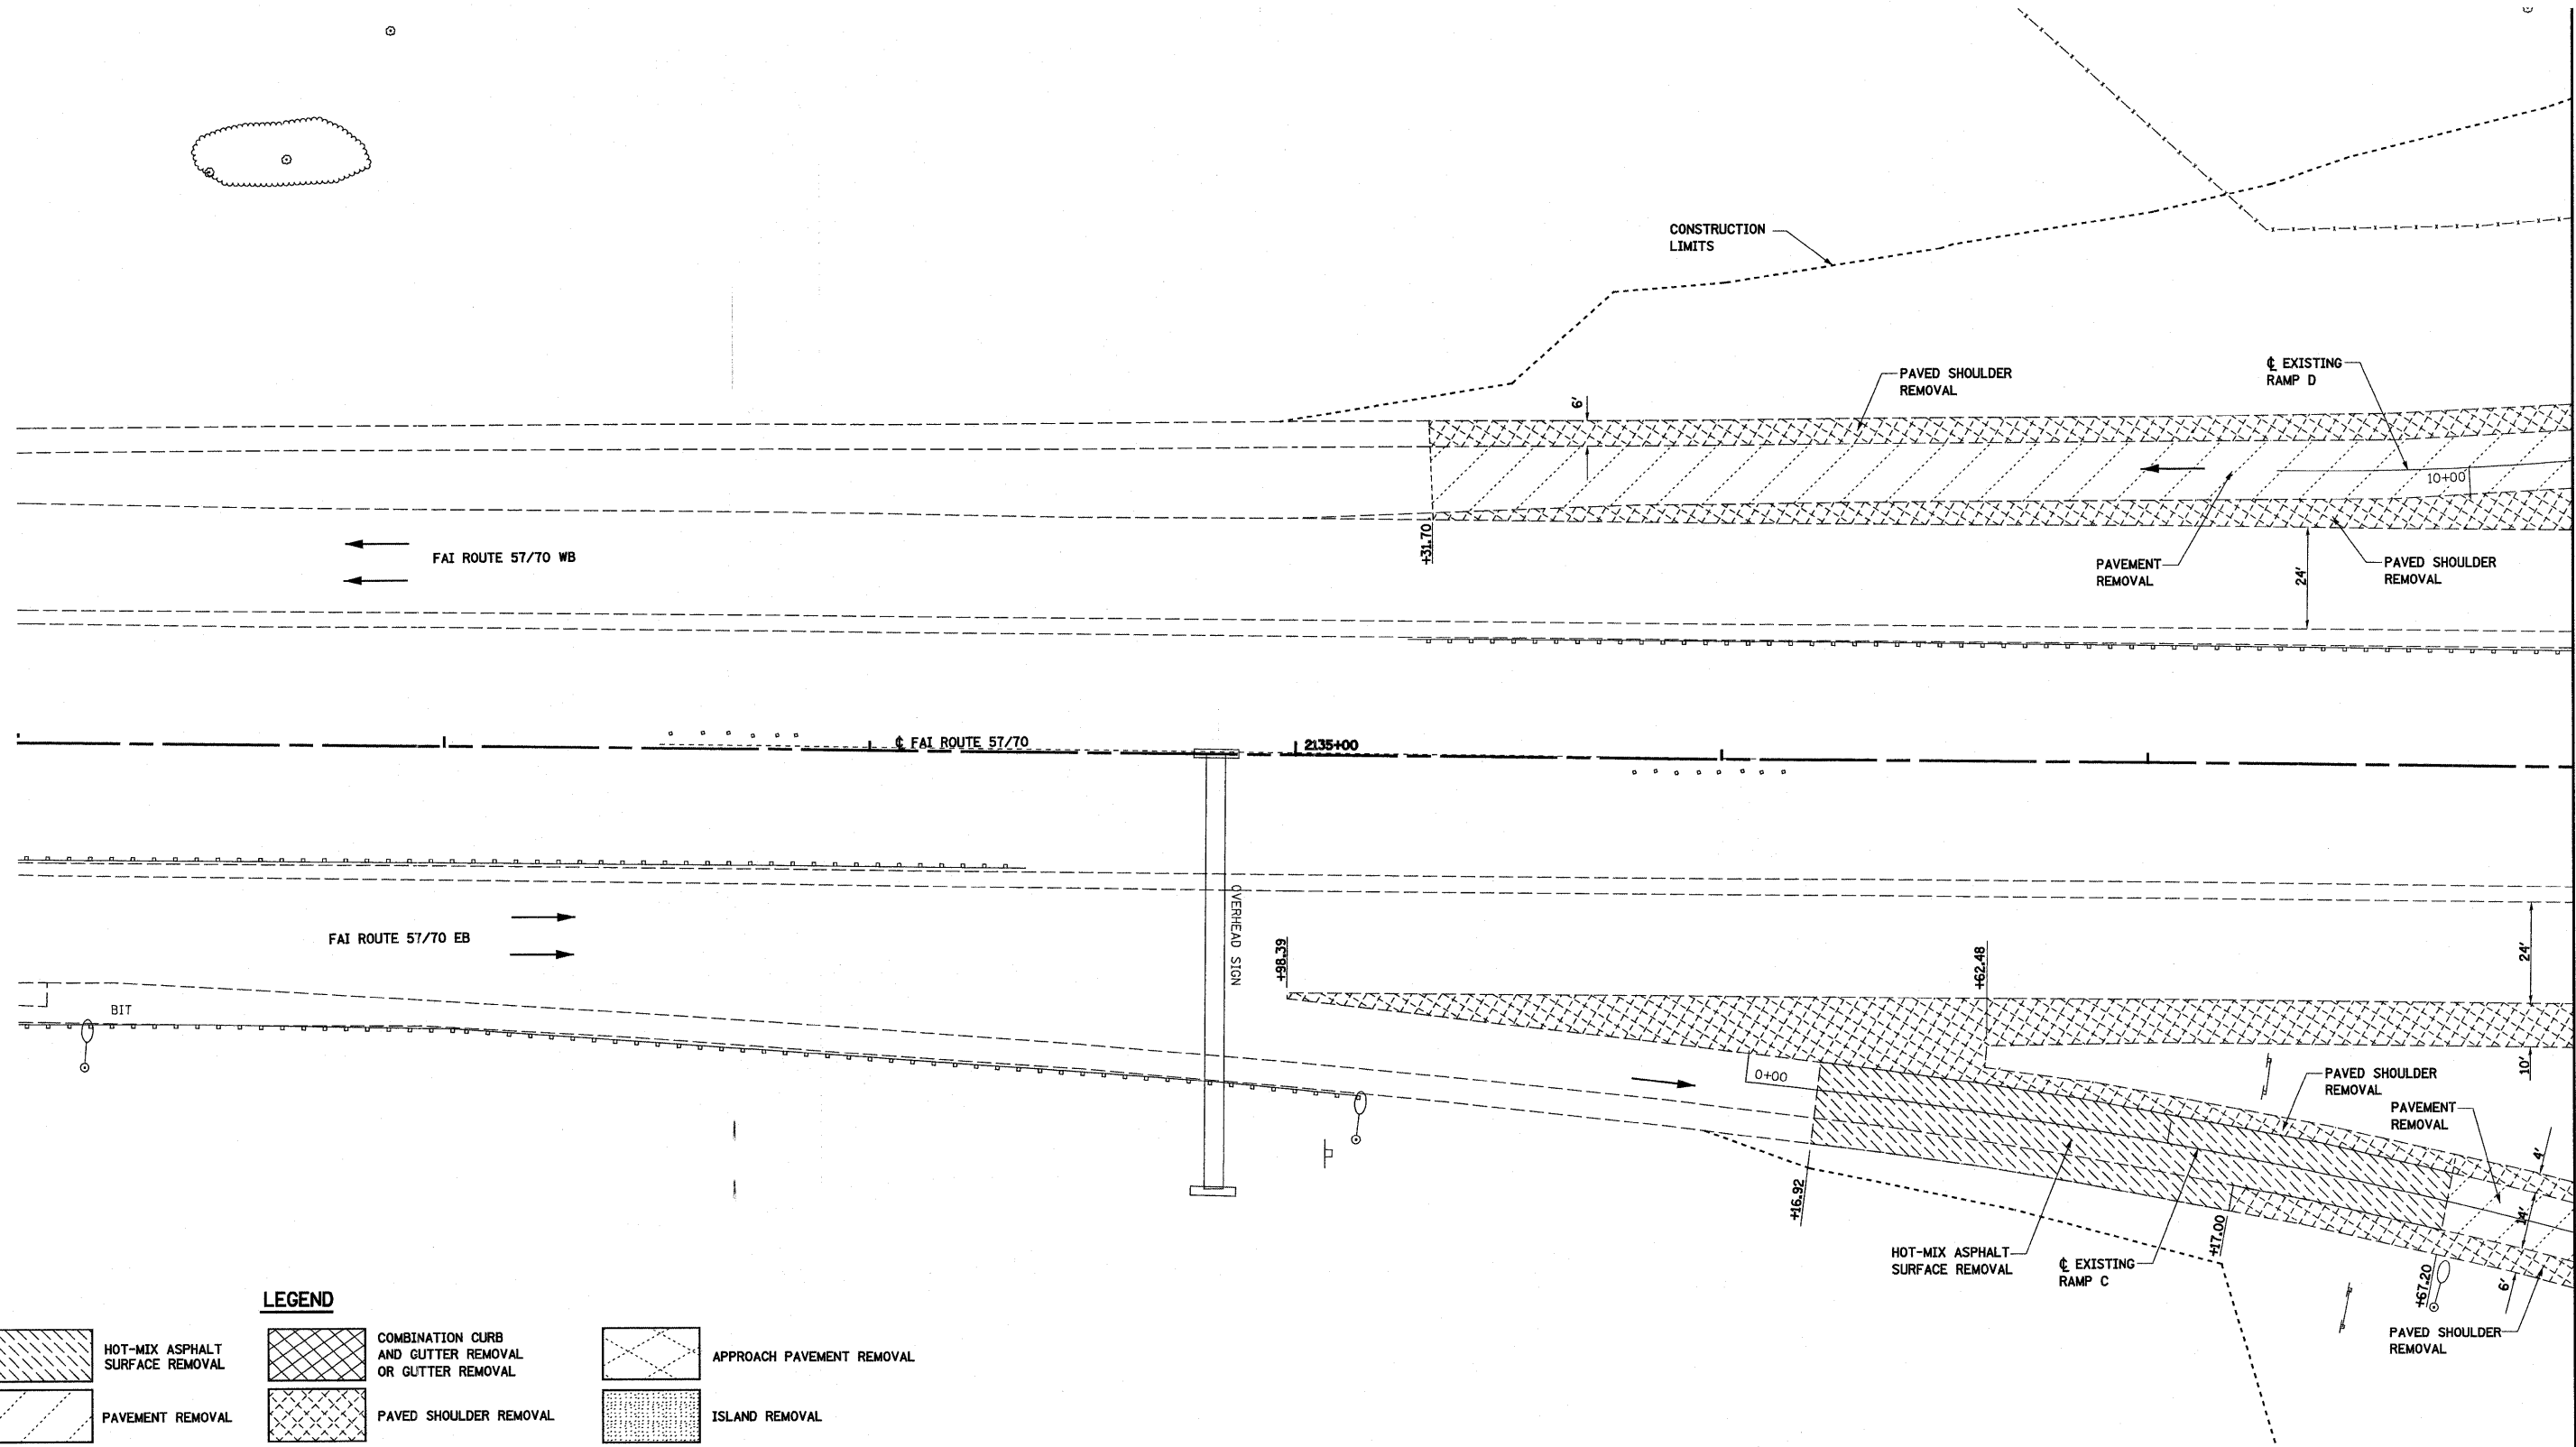 CONSTRUCTION
LIMITS
PAVED SHOULDER
REMOVAL
℄ EXISTING
RAMP D
6'
10+00
+31.70
FAI ROUTE 57/70 WB
PAVEMENT
REMOVAL
24'
PAVED SHOULDER
REMOVAL
℄ FAI ROUTE 57/70
2135+00
OVERHEAD SIGN
FAI ROUTE 57/70 EB
+98.39
+62.48
24'
BIT
0+00
10'
PAVED SHOULDER
REMOVAL
PAVEMENT
REMOVAL
4'
14'
+16.92
+17.00
HOT-MIX ASPHALT
SURFACE REMOVAL
℄ EXISTING
RAMP C
+67.20
6'
PAVED SHOULDER
REMOVAL
LEGEND
HOT-MIX ASPHALT
SURFACE REMOVAL
COMBINATION CURB
AND GUTTER REMOVAL
OR GUTTER REMOVAL
APPROACH PAVEMENT REMOVAL
PAVEMENT REMOVAL
PAVED SHOULDER REMOVAL
ISLAND REMOVAL